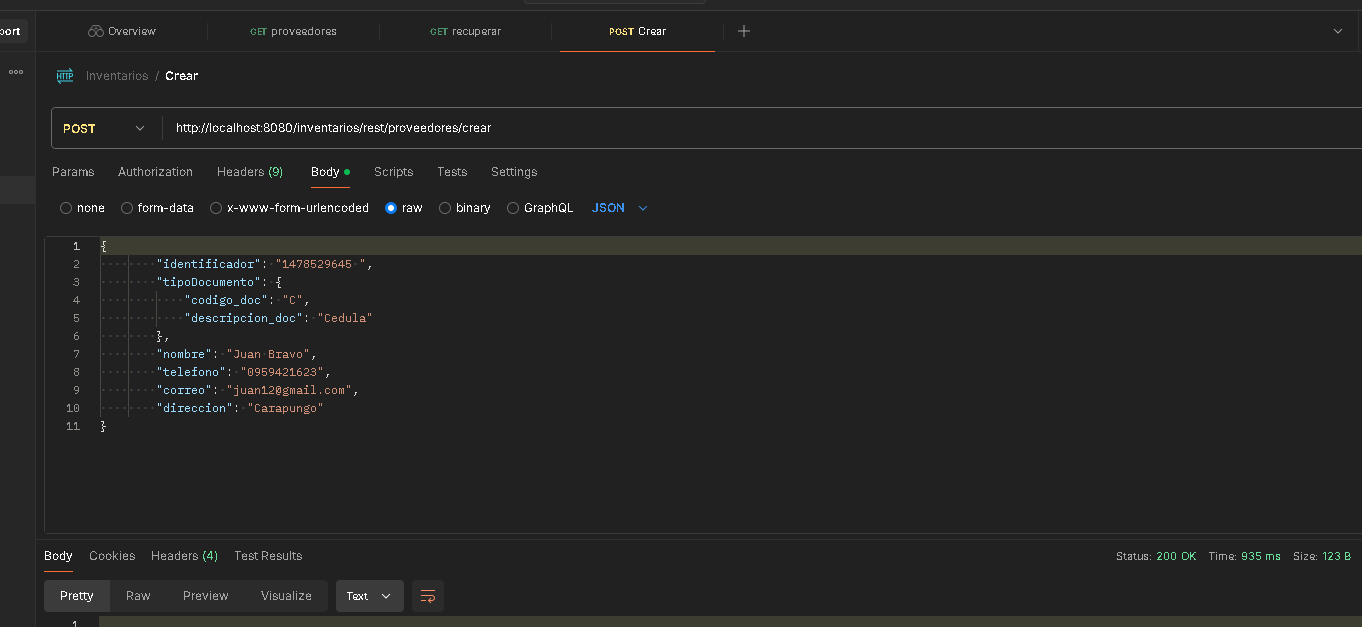 port
Overview
GET proveedores
GET recuperar
POST Crear
HTTP Inventarios / Crear
POST http://localhost:8080/inventarios/rest/proveedores/crear
Params Authorization Headers (9) Body Scripts Tests Settings
none form-data x-www-form-urlencoded raw binary GraphQL JSON
1 {
2 "identificador": "1478529645 ",
3 "tipoDocumento": {
4 "codigo_doc": "C",
5 "descripcion_doc": "Cedula"
6 },
7 "nombre": "Juan Bravo",
8 "telefono": "0959421623",
9 "correo": "juan12@gmail.com",
10 "direccion": "Carapungo"
11 }
Body Cookies Headers (4) Test Results Status: 200 OK Time: 935 ms Size: 123 B
Pretty Raw Preview Visualize Text
1